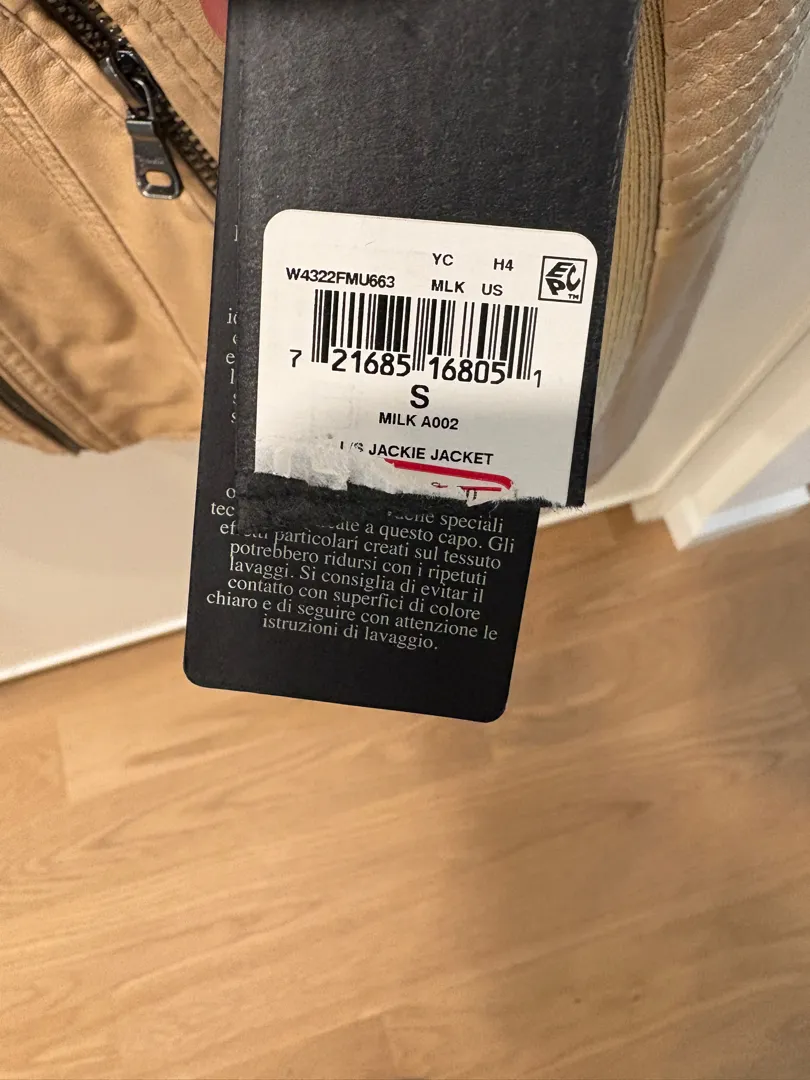 YC H4
EPC™
W4322FMU663 MLK US
7 21685 16805 1
S
MILK A002
L/S JACKIE JACKET
speciali
a questo capo. Gli
particolari creati sul tessuto
potrebbero ridursi con i ripetuti
lavaggi. Si consiglia di evitar il
contatto con superfici di colore
chiaro e di seguire con attenzione le
istruzioni di lavaggio.